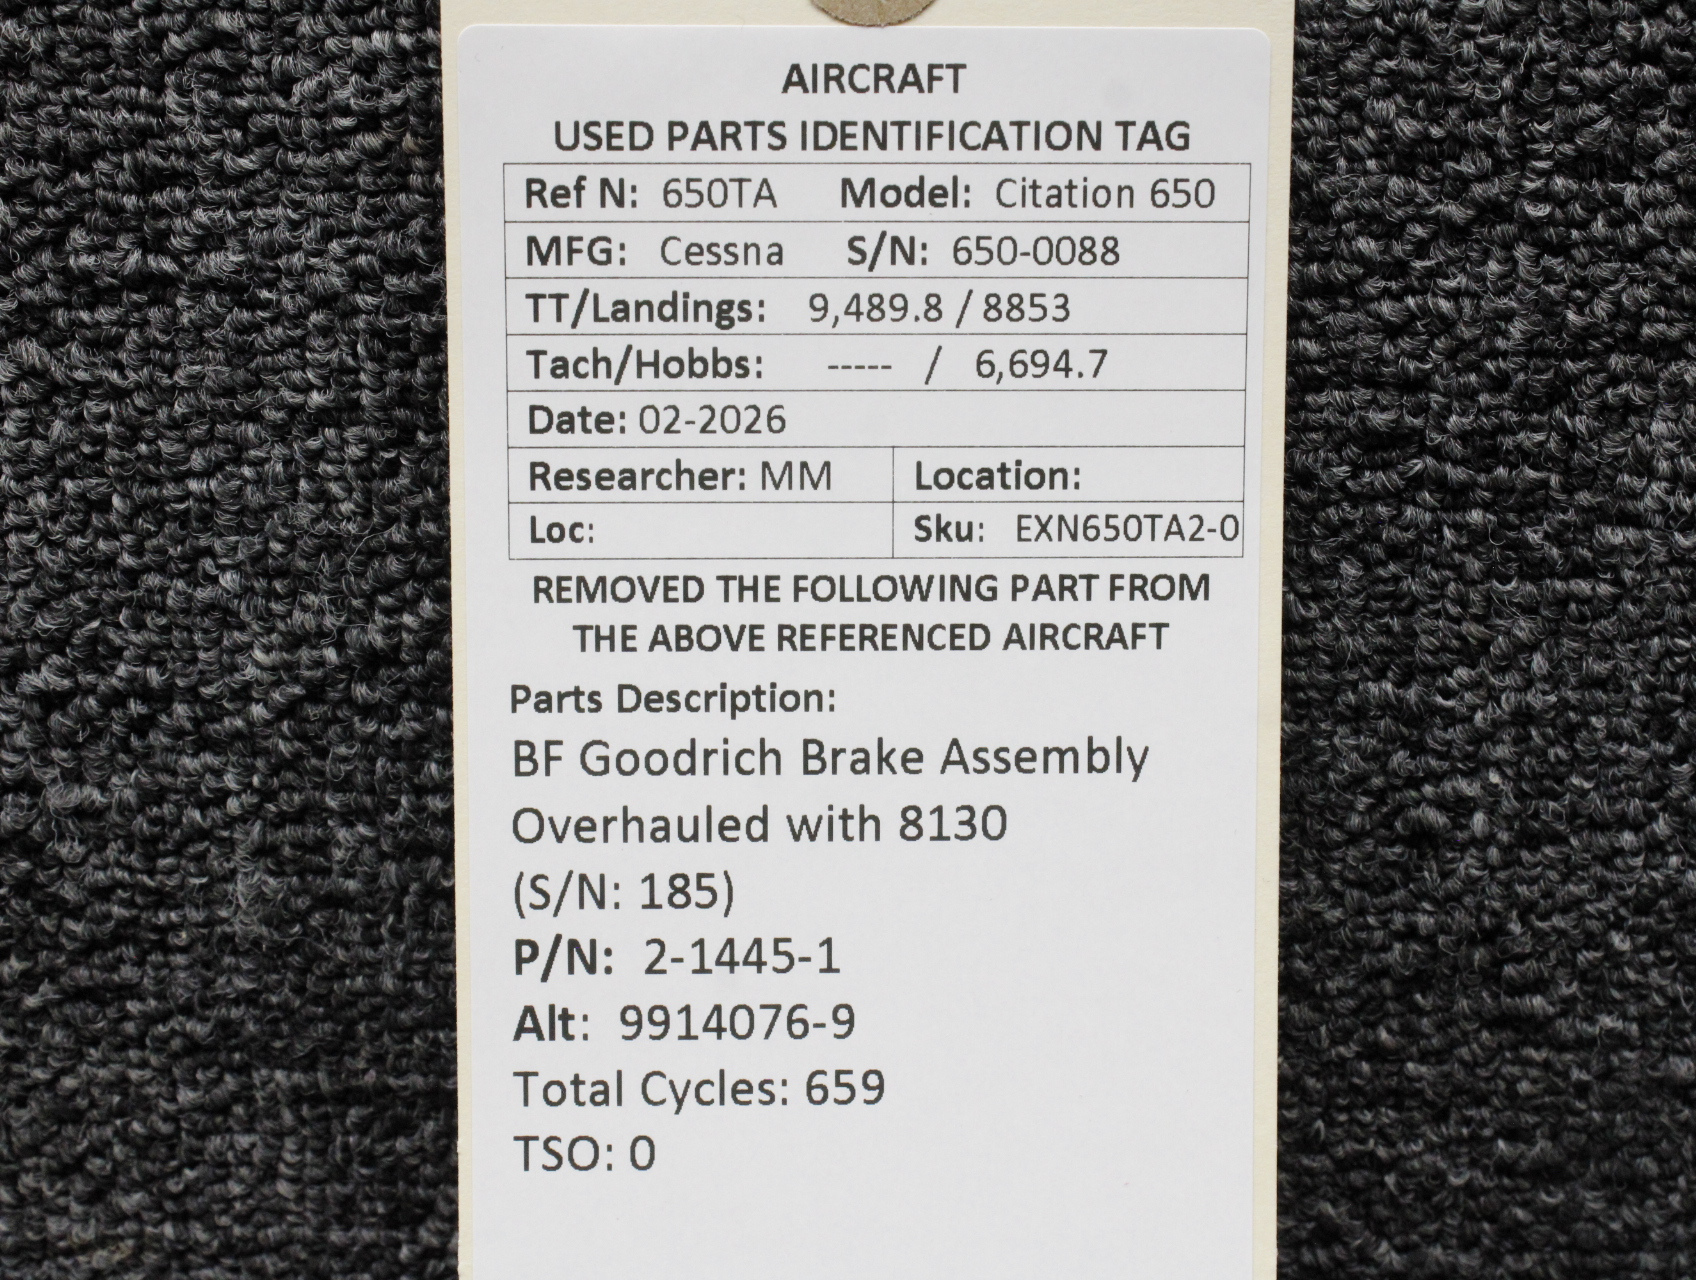 AIRCRAFT
USED PARTS IDENTIFICATION TAG
Ref N: 650TA Model: Citation 650
MFG: Cessna S/N: 650-0088
TT/Landings: 9,489.8 / 8853
Tach/Hobbs: ----- / 6,694.7
Date: 02-2026
Researcher: MM Location:
Loc: Sku: EXN650TA2-0
REMOVED THE FOLLOWING PART FROM
THE ABOVE REFERENCED AIRCRAFT
Parts Description:
BF Goodrich Brake Assembly
Overhauled with 8130
(S/N: 185)
P/N: 2-1445-1
Alt: 9914076-9
Total Cycles: 659
TSO: 0